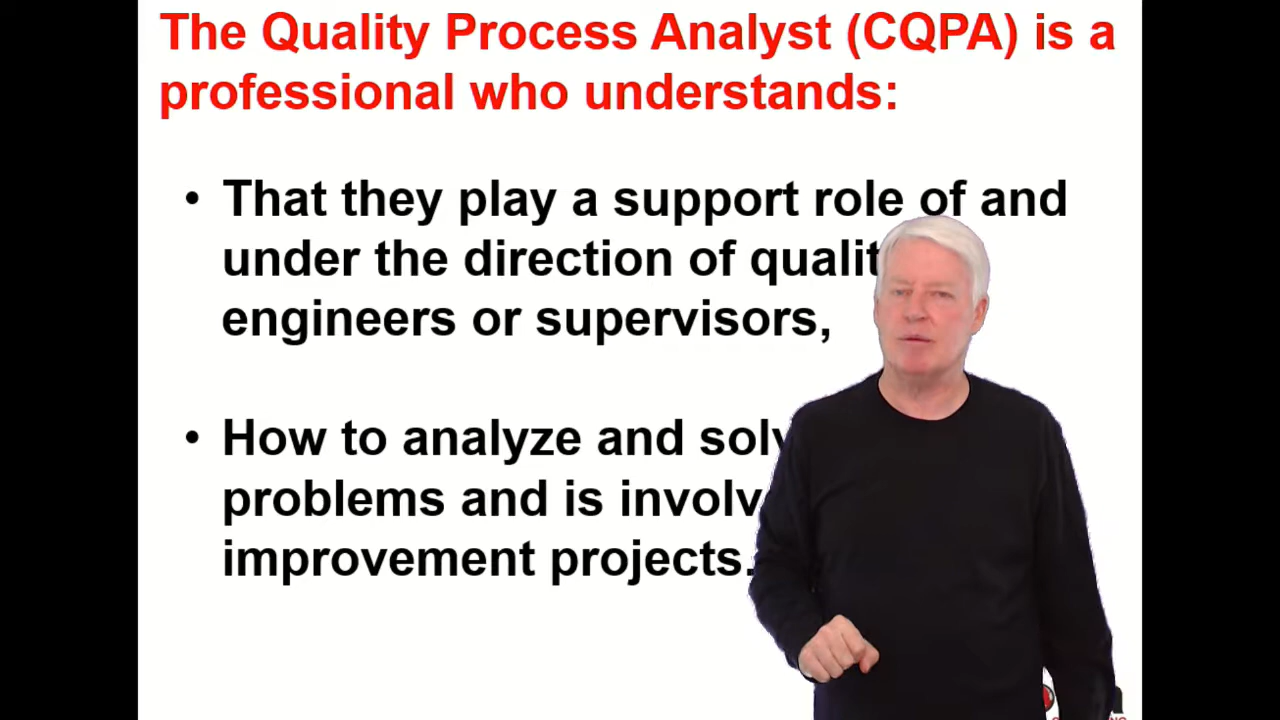 The Quality Process Analyst (CQPA) is a
professional who understands:
• That they play a support role of and
under the direction of qualit
engineers or supervisors,
• How to analyze and solv
problems and is involv
improvement projects.